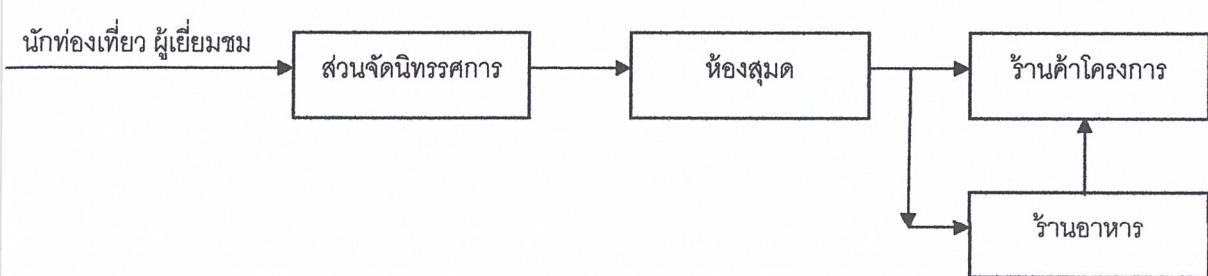 นักท่องเที่ยว ผู้เยี่ยมชม
ส่วนจัดนิทรรศการ
ห้องสุมด
ร้านค้าโครงการ
ร้านอาหาร